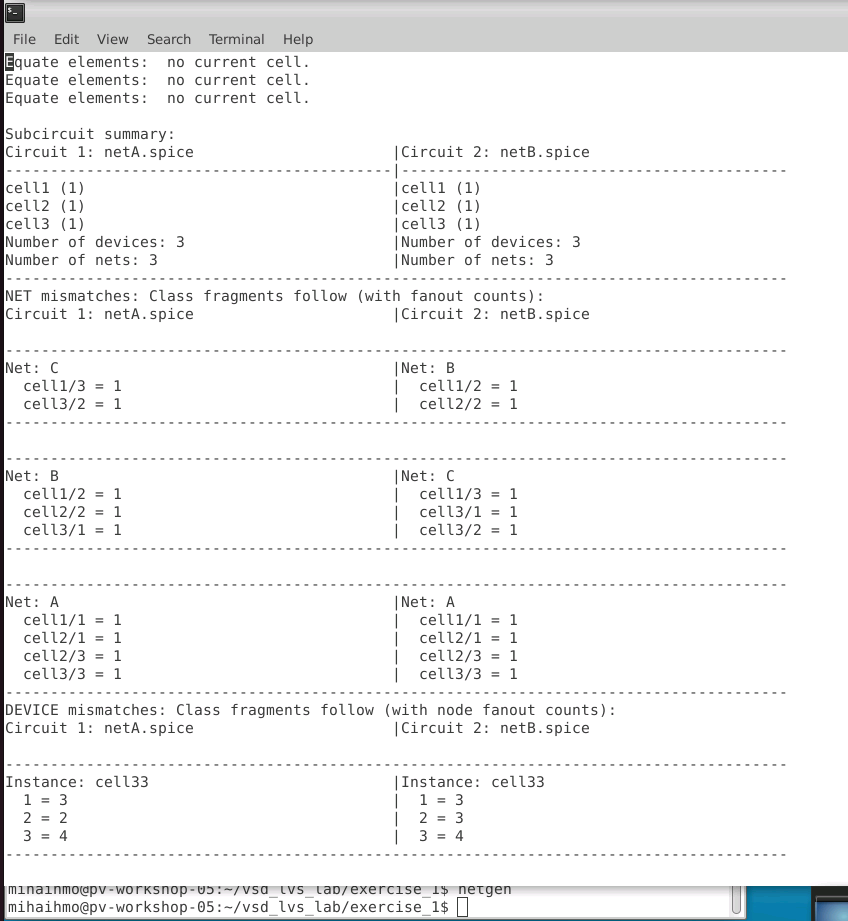 File Edit View Search Terminal Help
Equate elements:  no current cell.
Equate elements:  no current cell.
Equate elements:  no current cell.
Subcircuit summary:
Circuit 1: netA.spice                      |Circuit 2: netB.spice
-------------------------------------------|-------------------------------------------
cell1 (1)                                  |cell1 (1)
cell2 (1)                                  |cell2 (1)
cell3 (1)                                  |cell3 (1)
Number of devices: 3                       |Number of devices: 3
Number of nets: 3                          |Number of nets: 3
---------------------------------------------------------------------------------------
NET mismatches: Class fragments follow (with fanout counts):
Circuit 1: netA.spice                      |Circuit 2: netB.spice
---------------------------------------------------------------------------------------
Net: C                                     |Net: B
  cell1/3 = 1                              |  cell1/2 = 1
  cell3/2 = 1                              |  cell2/2 = 1
---------------------------------------------------------------------------------------
---------------------------------------------------------------------------------------
Net: B                                     |Net: C
  cell1/2 = 1                              |  cell1/3 = 1
  cell2/2 = 1                              |  cell3/1 = 1
  cell3/1 = 1                              |  cell3/2 = 1
---------------------------------------------------------------------------------------
---------------------------------------------------------------------------------------
Net: A                                     |Net: A
  cell1/1 = 1                              |  cell1/1 = 1
  cell2/1 = 1                              |  cell2/1 = 1
  cell2/3 = 1                              |  cell2/3 = 1
  cell3/3 = 1                              |  cell3/3 = 1
---------------------------------------------------------------------------------------
DEVICE mismatches: Class fragments follow (with node fanout counts):
Circuit 1: netA.spice                      |Circuit 2: netB.spice
---------------------------------------------------------------------------------------
Instance: cell33                           |Instance: cell33
  1 = 3                                    |  1 = 3
  2 = 2                                    |  2 = 3
  3 = 4                                    |  3 = 4
---------------------------------------------------------------------------------------
mihaihmo@pv-workshop-05:~/vsd_lvs_lab/exercise_1$ netgen
mihaihmo@pv-workshop-05:~/vsd_lvs_lab/exercise_1$